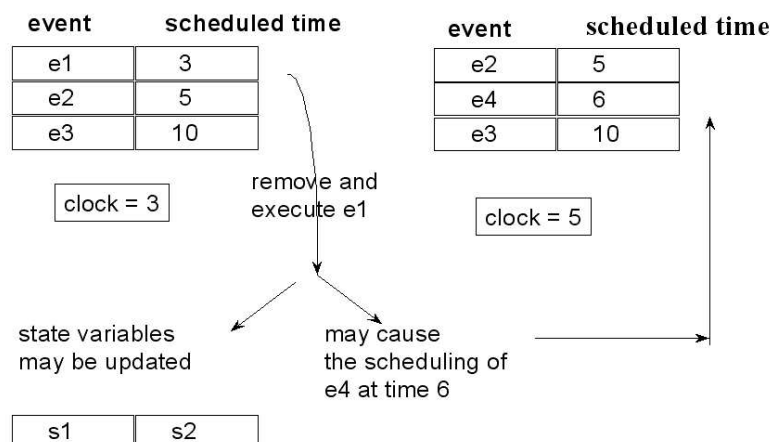 event scheduled time
e1 3
e2 5
e3 10
clock = 3
remove and
execute e1
event scheduled time
e2 5
e4 6
e3 10
clock = 5
state variables
may be updated
may cause
the scheduling of
e4 at time 6
s1 s2